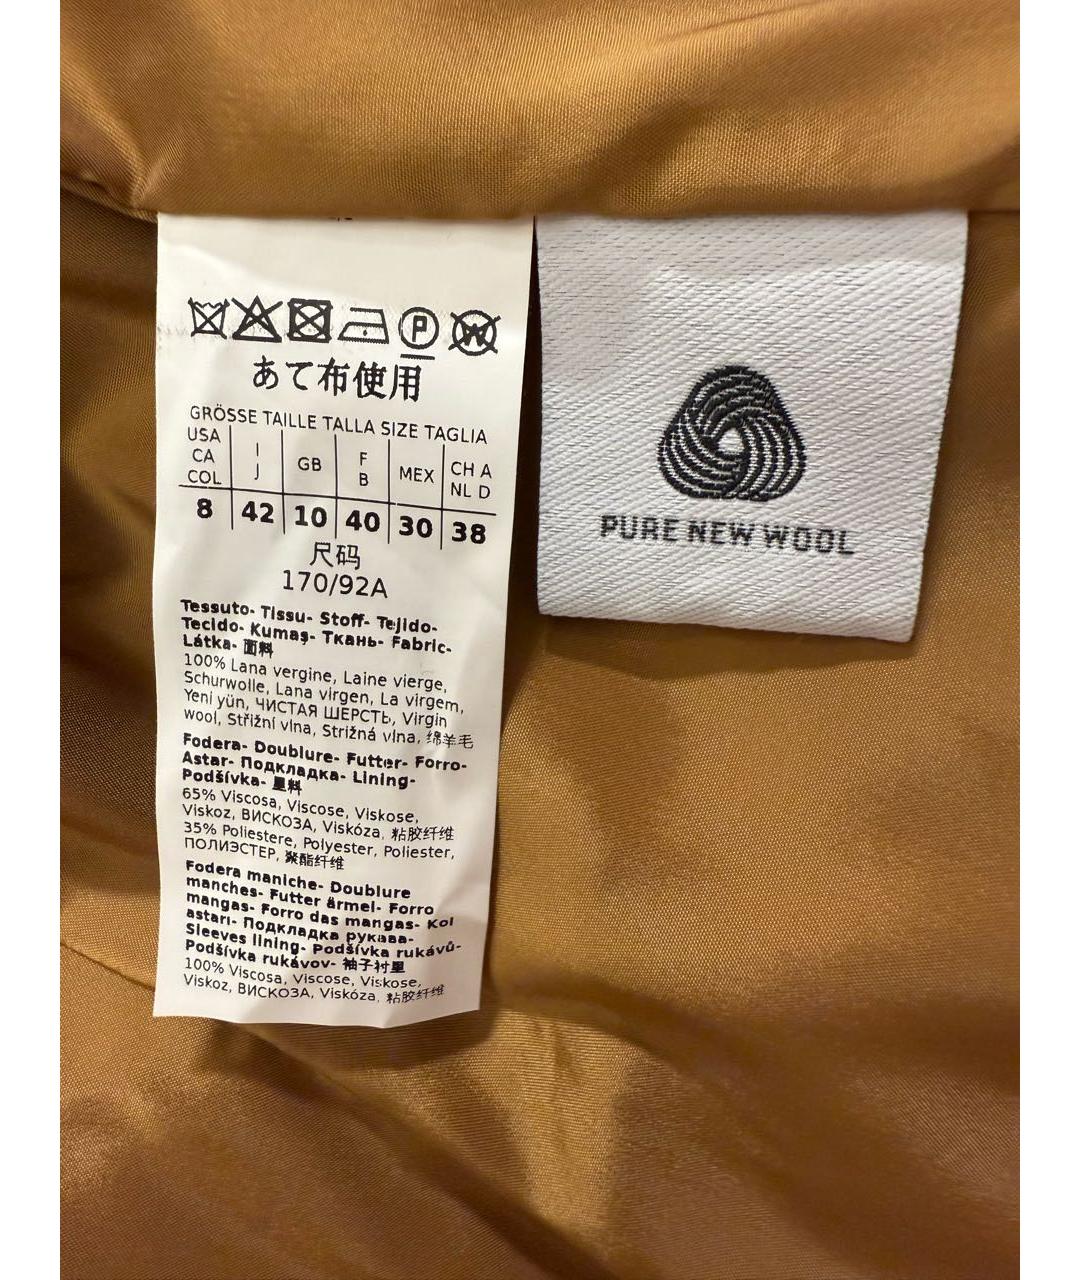 あて布使用
GRÖSSE TAILLE TALLA SIZE TAGLIA
USA CA COL | I J | GB | F B | MEX | CH A NL D
8 | 42 | 10 | 40 | 30 | 38
尺码
170/92A
Tessuto- Tissu- Stoff- Tejido-
Tecido- Kumaş- Ткань- Fabric-
Látka- 面料
100% Lana vergine, Laine vierge,
Schurwolle, Lana virgen, La virgem,
Yeni yün, ЧИСТАЯ ШЕРСТЬ, Virgin
wool, Střižní vlna, Strižná vlna, 绵羊毛
Fodera- Doublure- Futter- Forro-
Astar- Подкладка- Lining-
Podšívka- 里料
65% Viscosa, Viscose, Viskose,
Viskoz, ВИСКОЗА, Viskóza, 粘胶纤维
35% Poliestere, Polyester, Poliester,
ПОЛИЭСТЕР, 聚酯纤维
Fodera maniche- Doublure
manches- Futter ärmel- Forro
mangas- Forro das mangas- Kol
astarı- Подкладка рукава-
Sleeves lining- Podšívka rukávů-
Podšívka rukávov- 袖子衬里
100% Viscosa, Viscose, Viskose,
Viskoz, ВИСКОЗА, Viskóza, 粘胶纤维
PURE NEW WOOL